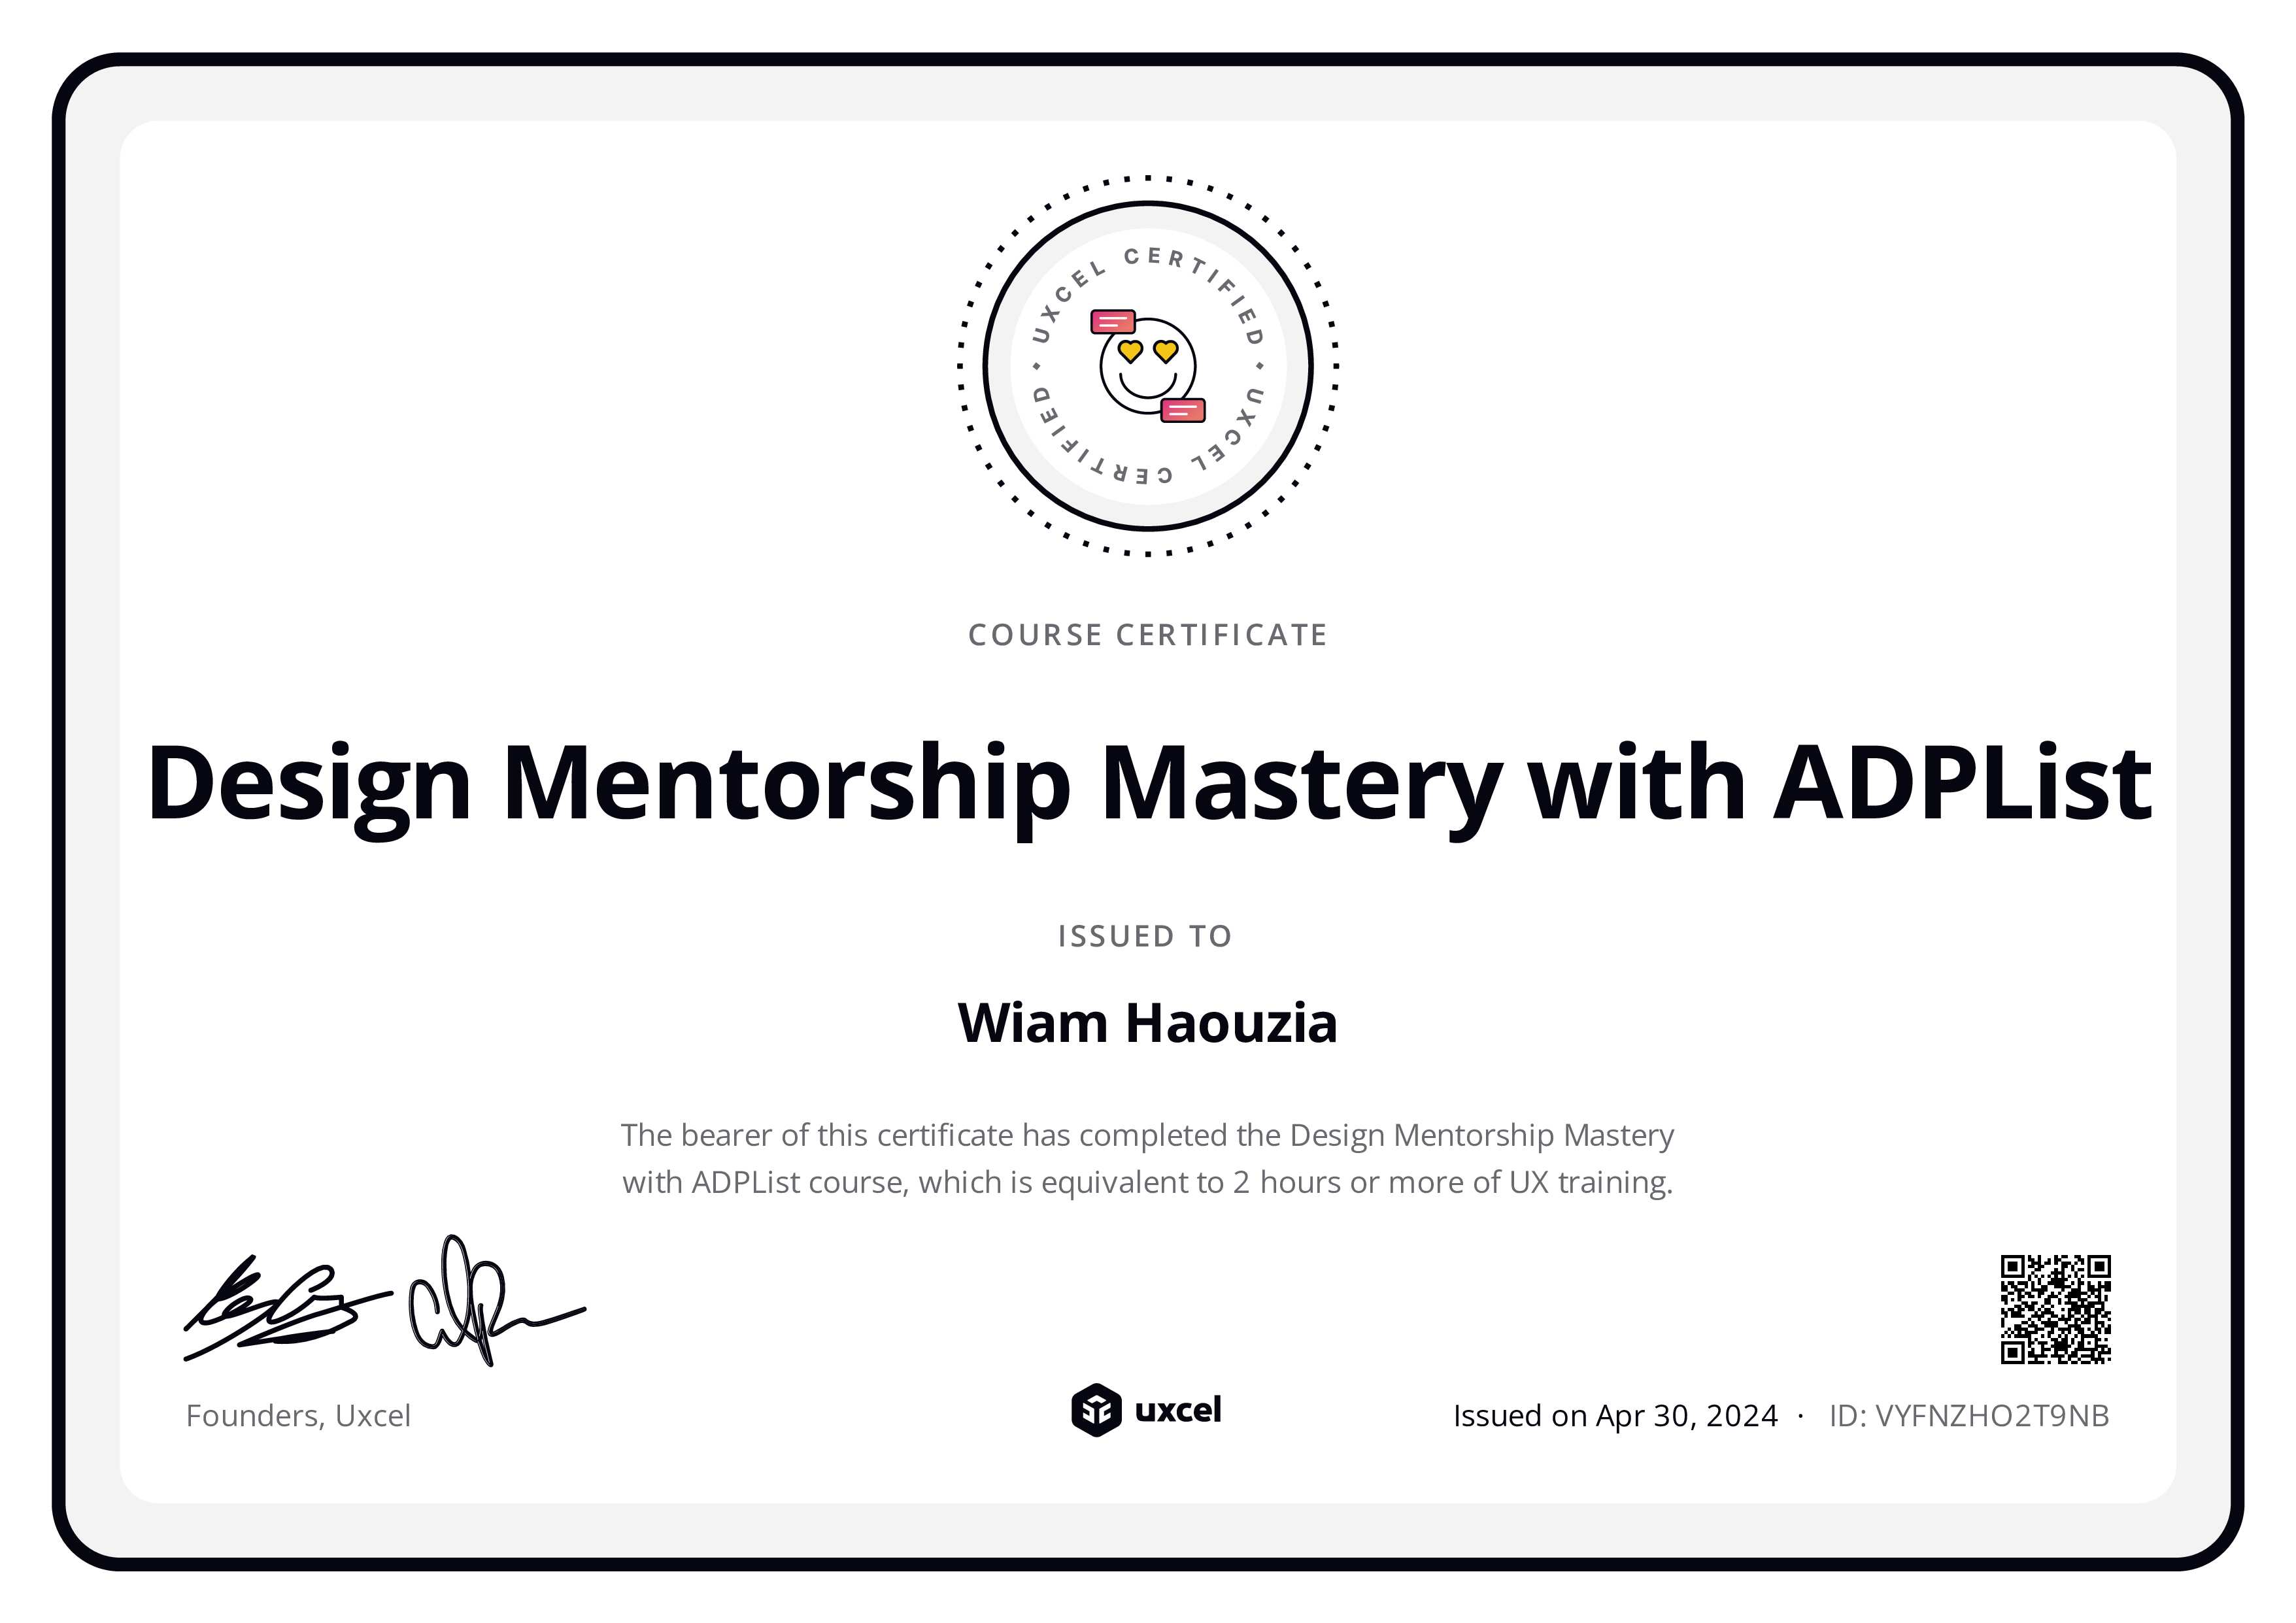 UXCEL CERTIFIED • UXCEL CERTIFIED •
COURSE CERTIFICATE
Design Mentorship Mastery with ADPList
ISSUED TO
Wiam Haouzia
The bearer of this certificate has completed the Design Mentorship Mastery
with ADPList course, which is equivalent to 2 hours or more of UX training.
Founders, Uxcel
uxcel
Issued on Apr 30, 2024 · ID: VYFNZHO2T9NB